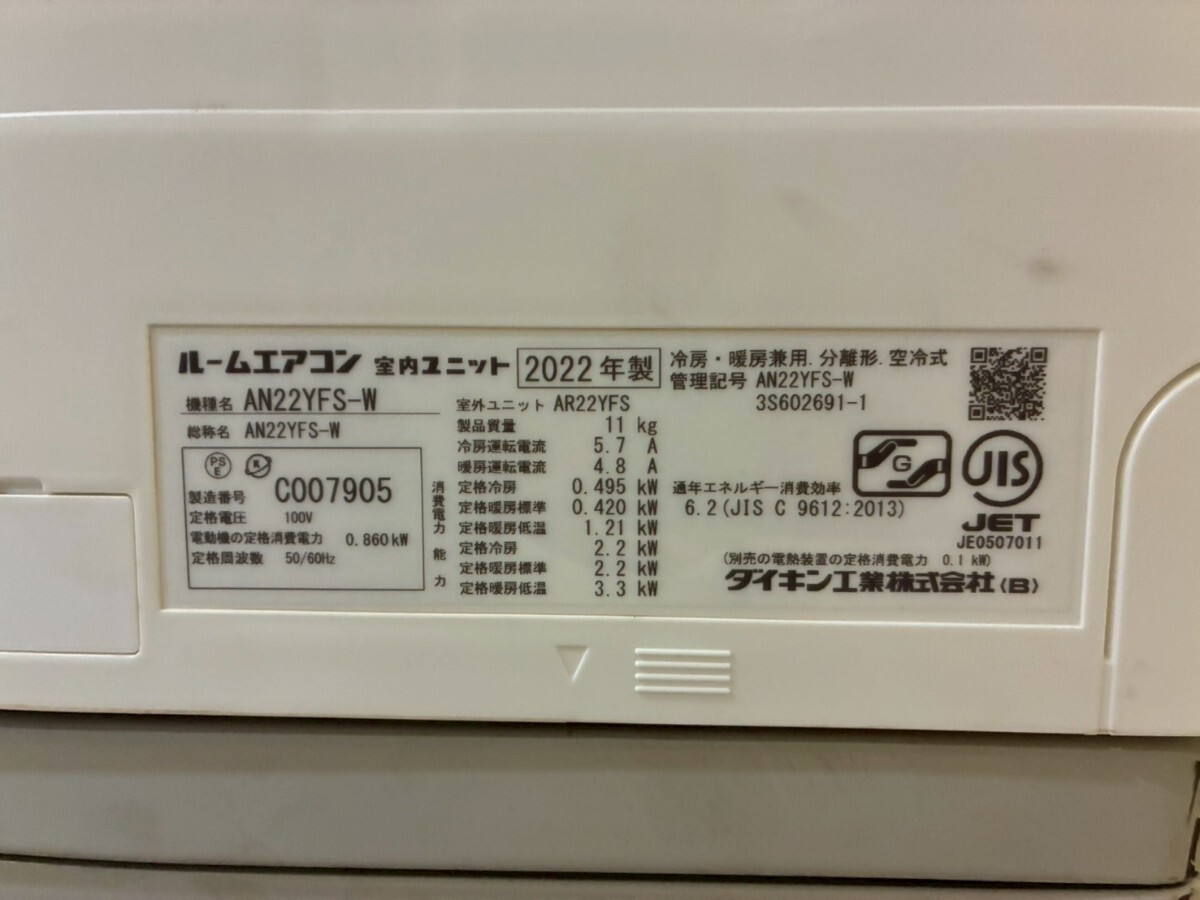 ルームエアコン 室内ユニット 2022年製
機種名 AN22YFS-W
総称名 AN22YFS-W
PS
E
K
製造番号 C007905
定格電圧 100V
電動機の定格消費電力 0.860kW
定格周波数 50/60Hz
室外ユニット AR22YFS
製品質量 11 kg
冷房運転電流 5.7 A
暖房運転電流 4.8 A
消費電力
定格冷房 0.495 kW
定格暖房標準 0.420 kW
定格暖房低温 1.21 kW
能力
定格冷房 2.2 kW
定格暖房標準 2.2 kW
定格暖房低温 3.3 kW
冷房・暖房兼用.分離形.空冷式
管理記号 AN22YFS-W
3S602691-1
G
JIS
通年エネルギー消費効率
6.2(JIS C 9612:2013)
JET
JE0507011
(別売の電熱装置の定格消費電力 0.1 kW)
ダイキン工業株式会社(B)